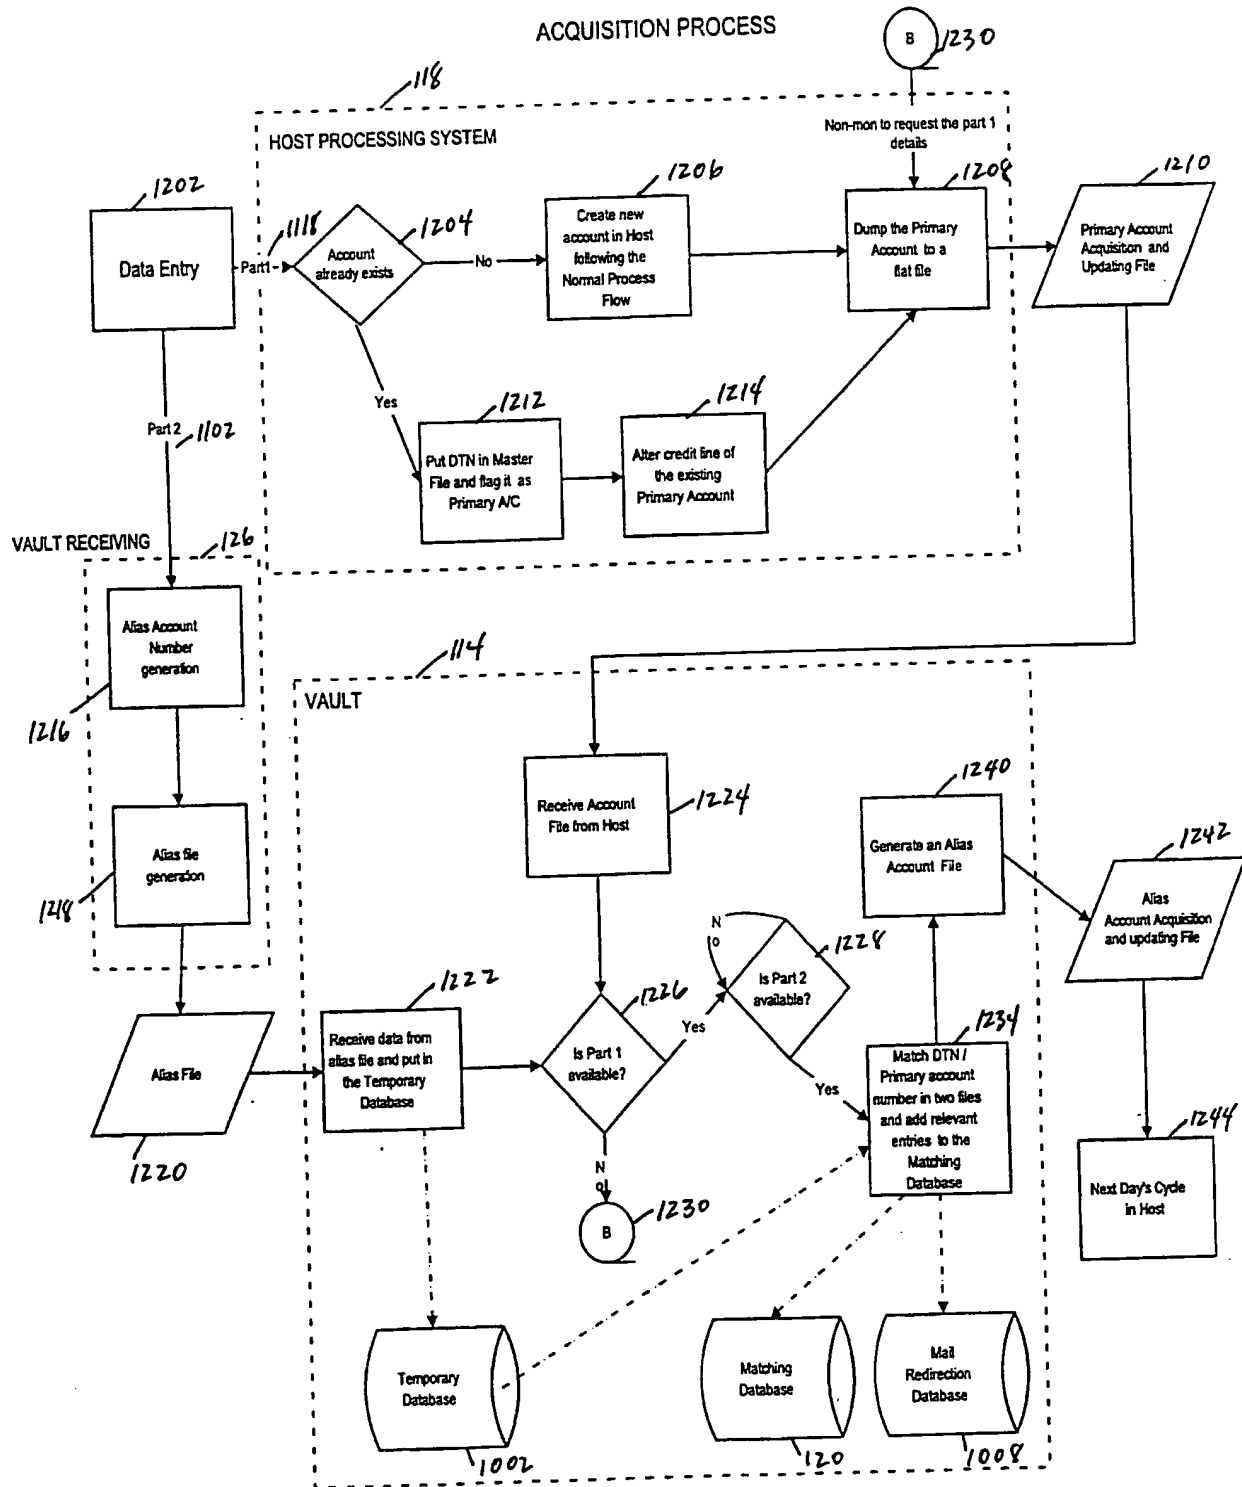 ACQUISITION PROCESS
B
1230
118
HOST PROCESSING SYSTEM
Non-mon to request the part 1
details
1202
Data Entry
1118
Part1
1204
Account
already exists
No
1206
Create new
account in Host
following the
Normal Process
Flow
1208
Dump the Primary
Account to a
flat file
1210
Primary Account
Acquisition and
Updating File
Yes
1212
Put DTN in Master
File and flag it as
Primary A/C
1214
Alter credit line of
the existing
Primary Account
Part 2
1102
VAULT RECEIVING
126
Alias Account
Number
generation
1216
Alias file
generation
1218
Alias File
1220
114
VAULT
Receive Account
File from Host
1224
1222
Receive data from
alias file and put in
the Temporary
Database
1226
Is Part 1
available?
Yes
N
o
1228
Is Part 2
available?
Yes
N
o
B
1230
1240
Generate an Alias
Account File
1234
Match DTN /
Primary account
number in two files
and add relevant
entries to the
Matching
Database
1242
Alias
Account Acquisition
and updating File
1244
Next Day's Cycle
in Host
Temporary
Database
1002
Matching
Database
120
Mail
Redirection
Database
1008